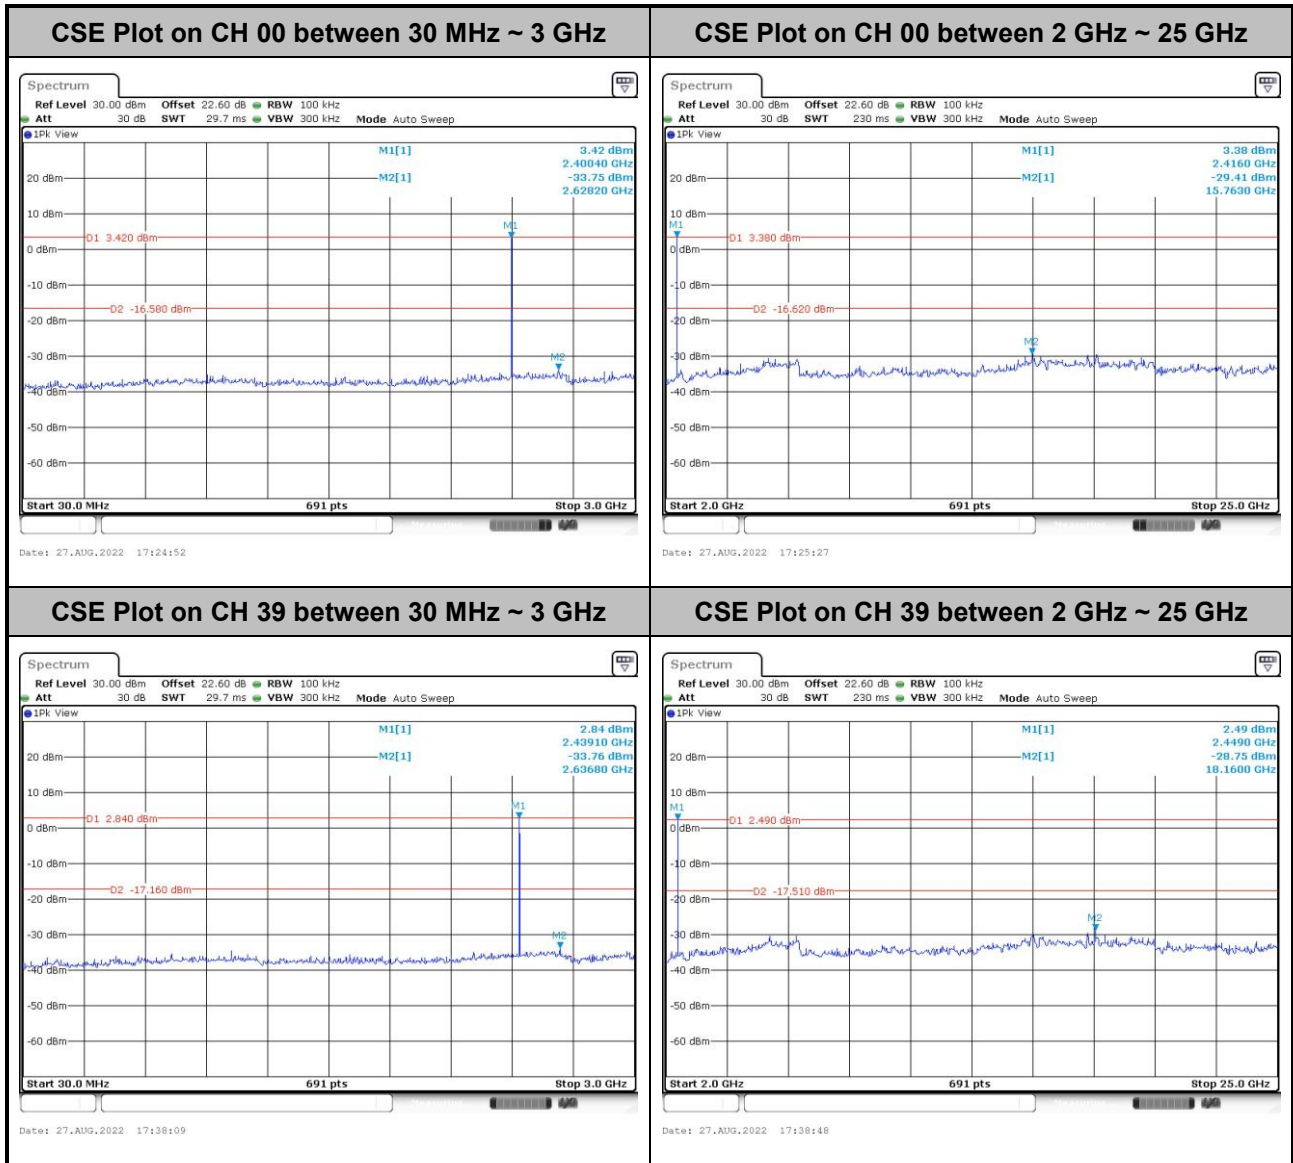 CSE Plot on CH 00 between 30 MHz ~ 3 GHz
Spectrum
Ref Level 30.00 dBm Offset 22.60 dB RBW 100 kHz
Att 30 dB SWT 29.7 ms VBW 300 kHz Mode Auto Sweep
1Pk View
M1[1] 3.42 dBm
2.40040 GHz
M2[1] -33.75 dBm
2.62820 GHz
20 dBm
10 dBm
M1
D1 3.420 dBm
0 dBm
-10 dBm
D2 -16.580 dBm
-20 dBm
-30 dBm
M2
-40 dBm
-50 dBm
-60 dBm
Start 30.0 MHz 691 pts Stop 3.0 GHz
Date: 27.AUG.2022 17:24:52
CSE Plot on CH 00 between 2 GHz ~ 25 GHz
Spectrum
Ref Level 30.00 dBm Offset 22.60 dB RBW 100 kHz
Att 30 dB SWT 230 ms VBW 300 kHz Mode Auto Sweep
1Pk View
M1[1] 3.38 dBm
2.4160 GHz
M2[1] -29.41 dBm
15.7630 GHz
20 dBm
10 dBm
M1
D1 3.380 dBm
0 dBm
-10 dBm
D2 -16.620 dBm
-20 dBm
M2
-30 dBm
-40 dBm
-50 dBm
-60 dBm
Start 2.0 GHz 691 pts Stop 25.0 GHz
Date: 27.AUG.2022 17:25:27
CSE Plot on CH 39 between 30 MHz ~ 3 GHz
Spectrum
Ref Level 30.00 dBm Offset 22.60 dB RBW 100 kHz
Att 30 dB SWT 29.7 ms VBW 300 kHz Mode Auto Sweep
1Pk View
M1[1] 2.84 dBm
2.43910 GHz
M2[1] -33.76 dBm
2.63680 GHz
20 dBm
10 dBm
M1
D1 2.840 dBm
0 dBm
-10 dBm
D2 -17.160 dBm
-20 dBm
-30 dBm
M2
-40 dBm
-50 dBm
-60 dBm
Start 30.0 MHz 691 pts Stop 3.0 GHz
Date: 27.AUG.2022 17:38:09
CSE Plot on CH 39 between 2 GHz ~ 25 GHz
Spectrum
Ref Level 30.00 dBm Offset 22.60 dB RBW 100 kHz
Att 30 dB SWT 230 ms VBW 300 kHz Mode Auto Sweep
1Pk View
M1[1] 2.49 dBm
2.4490 GHz
M2[1] -28.75 dBm
18.1600 GHz
20 dBm
10 dBm
M1
D1 2.490 dBm
0 dBm
-10 dBm
D2 -17.510 dBm
-20 dBm
M2
-30 dBm
-40 dBm
-50 dBm
-60 dBm
Start 2.0 GHz 691 pts Stop 25.0 GHz
Date: 27.AUG.2022 17:38:48